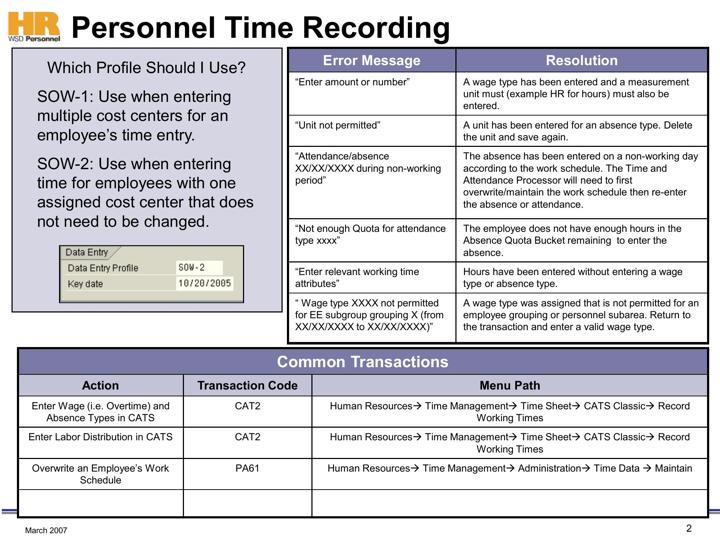 HR
WSD Personnel
Personnel Time Recording
Which Profile Should I Use?
SOW-1: Use when entering
multiple cost centers for an
employee's time entry.
SOW-2: Use when entering
time for employees with one
assigned cost center that does
not need to be changed.
Data Entry
Data Entry Profile SOW-2
Key date 10/20/2005
Error Message Resolution
“Enter amount or number” A wage type has been entered and a measurement
unit must (example HR for hours) must also be
entered.
“Unit not permitted” A unit has been entered for an absence type. Delete
the unit and save again.
“Attendance/absence The absence has been entered on a non-working day
XX/XX/XXXX during non-working according to the work schedule. The Time and
period” Attendance Processor will need to first
overwrite/maintain the work schedule then re-enter
the absence or attendance.
“Not enough Quota for attendance The employee does not have enough hours in the
type xxxx” Absence Quota Bucket remaining to enter the
absence.
“Enter relevant working time Hours have been entered without entering a wage
attributes” type or absence type.
“ Wage type XXXX not permitted A wage type was assigned that is not permitted for an
for EE subgroup grouping X (from employee grouping or personnel subarea. Return to
XX/XX/XXXX to XX/XX/XXXX)” the transaction and enter a valid wage type.
Common Transactions
Action Transaction Code Menu Path
Enter Wage (i.e. Overtime) and CAT2 Human Resources→ Time Management→ Time Sheet→ CATS Classic→ Record
Absence Types in CATS Working Times
Enter Labor Distribution in CATS CAT2 Human Resources→ Time Management→ Time Sheet→ CATS Classic→ Record
Working Times
Overwrite an Employee's Work PA61 Human Resources→ Time Management→ Administration→ Time Data → Maintain
Schedule
March 2007 2